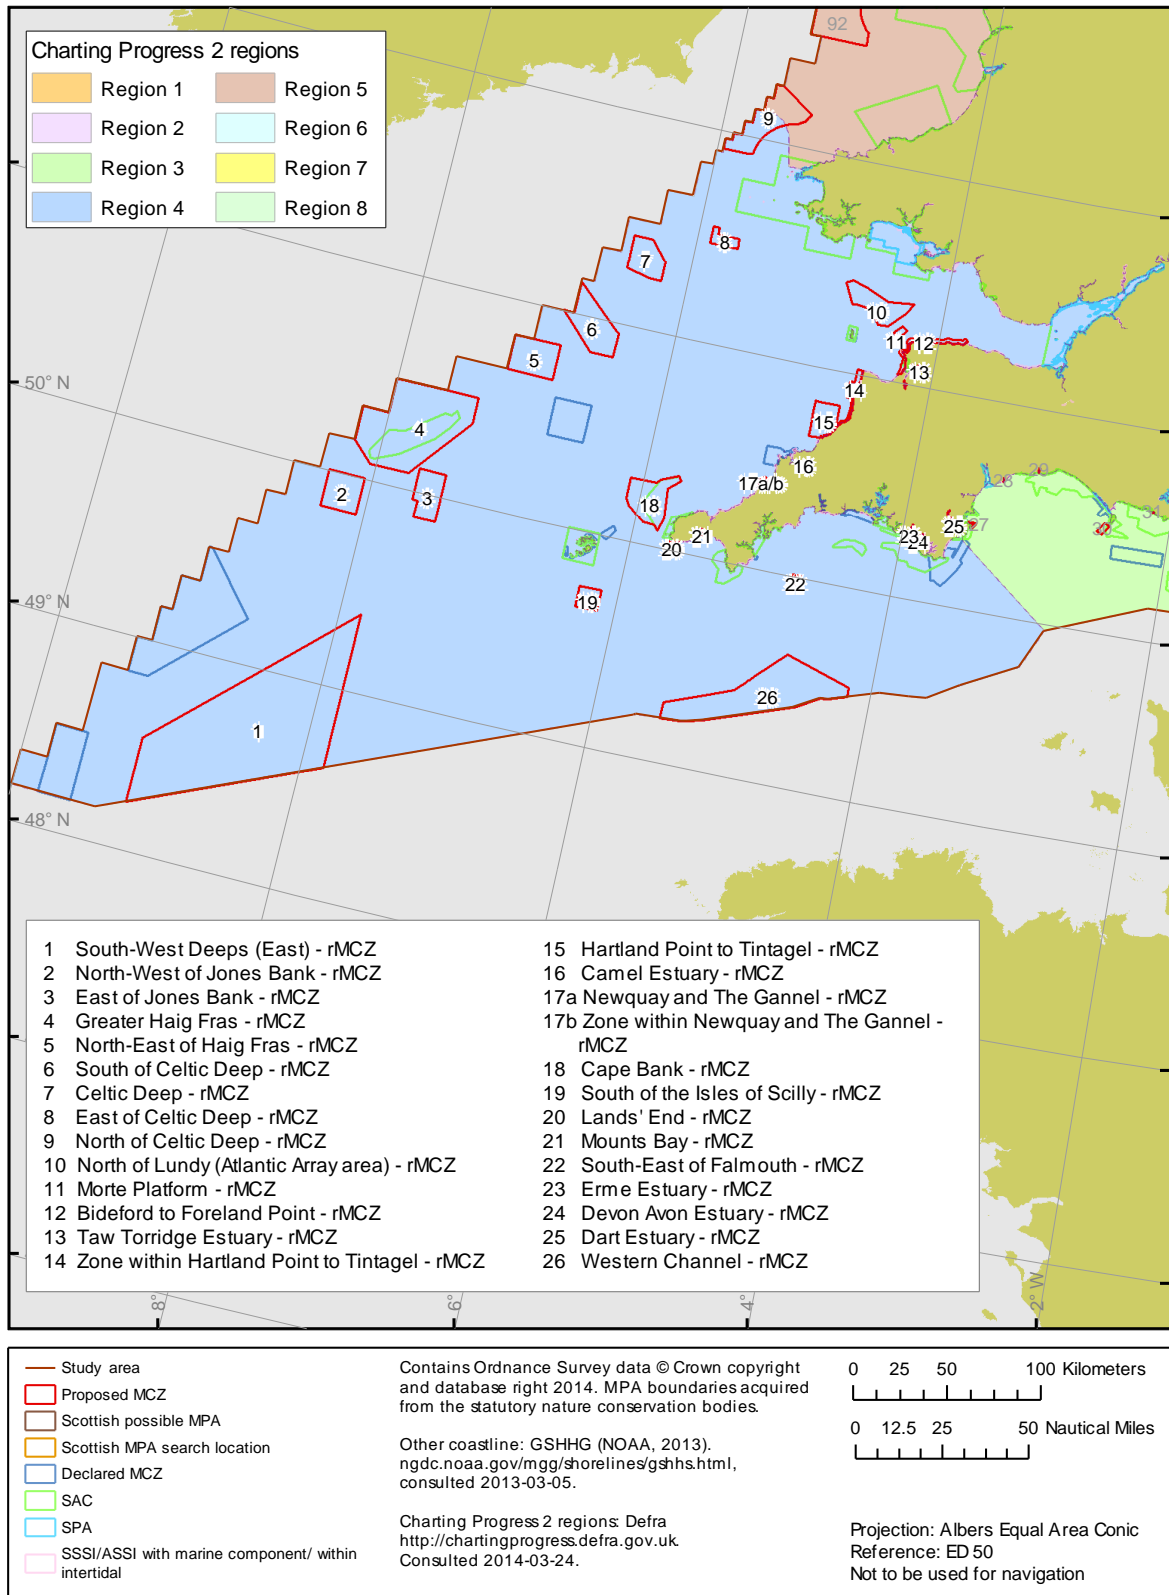 Charting Progress 2 regions
Region 1
Region 5
Region 2
Region 6
Region 3
Region 7
Region 4
Region 8
92
9
8
7
10
6
11
12
5
13
14
15
4
16
17a/b
2
3
18
28
29
31
30
20
21
23
24
25
27
22
19
26
1
50° N
49° N
48° N
8°
6°
4°
2° W
1 South-West Deeps (East) - rMCZ
2 North-West of Jones Bank - rMCZ
3 East of Jones Bank - rMCZ
4 Greater Haig Fras - rMCZ
5 North-East of Haig Fras - rMCZ
6 South of Celtic Deep - rMCZ
7 Celtic Deep - rMCZ
8 East of Celtic Deep - rMCZ
9 North of Celtic Deep - rMCZ
10 North of Lundy (Atlantic Array area) - rMCZ
11 Morte Platform - rMCZ
12 Bideford to Foreland Point - rMCZ
13 Taw Torridge Estuary - rMCZ
14 Zone within Hartland Point to Tintagel - rMCZ
15 Hartland Point to Tintagel - rMCZ
16 Camel Estuary - rMCZ
17a Newquay and The Gannel - rMCZ
17b Zone within Newquay and The Gannel -
rMCZ
18 Cape Bank - rMCZ
19 South of the Isles of Scilly - rMCZ
20 Lands' End - rMCZ
21 Mounts Bay - rMCZ
22 South-East of Falmouth - rMCZ
23 Erme Estuary - rMCZ
24 Devon Avon Estuary - rMCZ
25 Dart Estuary - rMCZ
26 Western Channel - rMCZ
Study area
Proposed MCZ
Scottish possible MPA
Scottish MPA search location
Declared MCZ
SAC
SPA
SSSI/ASSI with marine component/ within
intertidal
Contains Ordnance Survey data © Crown copyright
and database right 2014. MPA boundaries acquired
from the statutory nature conservation bodies.
Other coastline: GSHHG (NOAA, 2013).
ngdc.noaa.gov/mgg/shorelines/gshhs.html,
consulted 2013-03-05.
Charting Progress 2 regions: Defra
http://chartingprogress.defra.gov.uk.
Consulted 2014-03-24.
0 25 50 100 Kilometers
0 12.5 25 50 Nautical Miles
Projection: Albers Equal Area Conic
Reference: ED 50
Not to be used for navigation